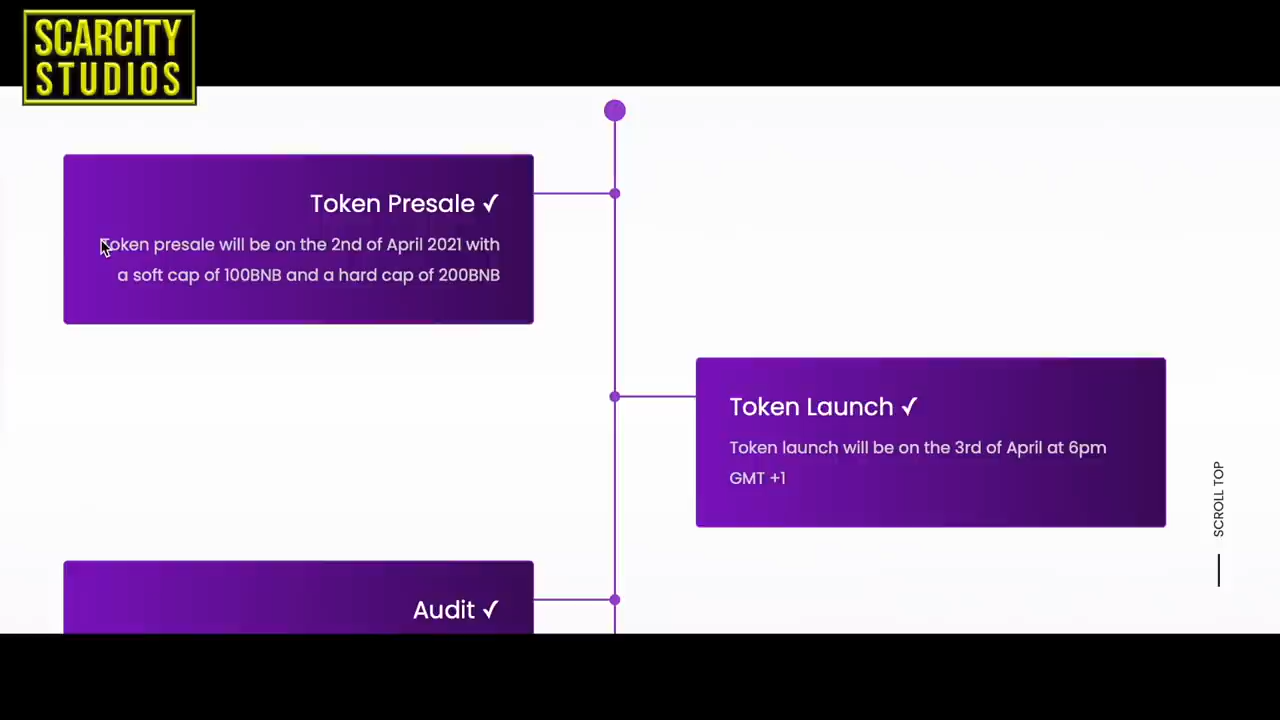 SCARCITY
STUDIOS
Token Presale ✓
Token presale will be on the 2nd of April 2021 with
a soft cap of 100BNB and a hard cap of 200BNB
Token Launch ✓
Token launch will be on the 3rd of April at 6pm
GMT +1
SCROLL TOP
Audit ✓